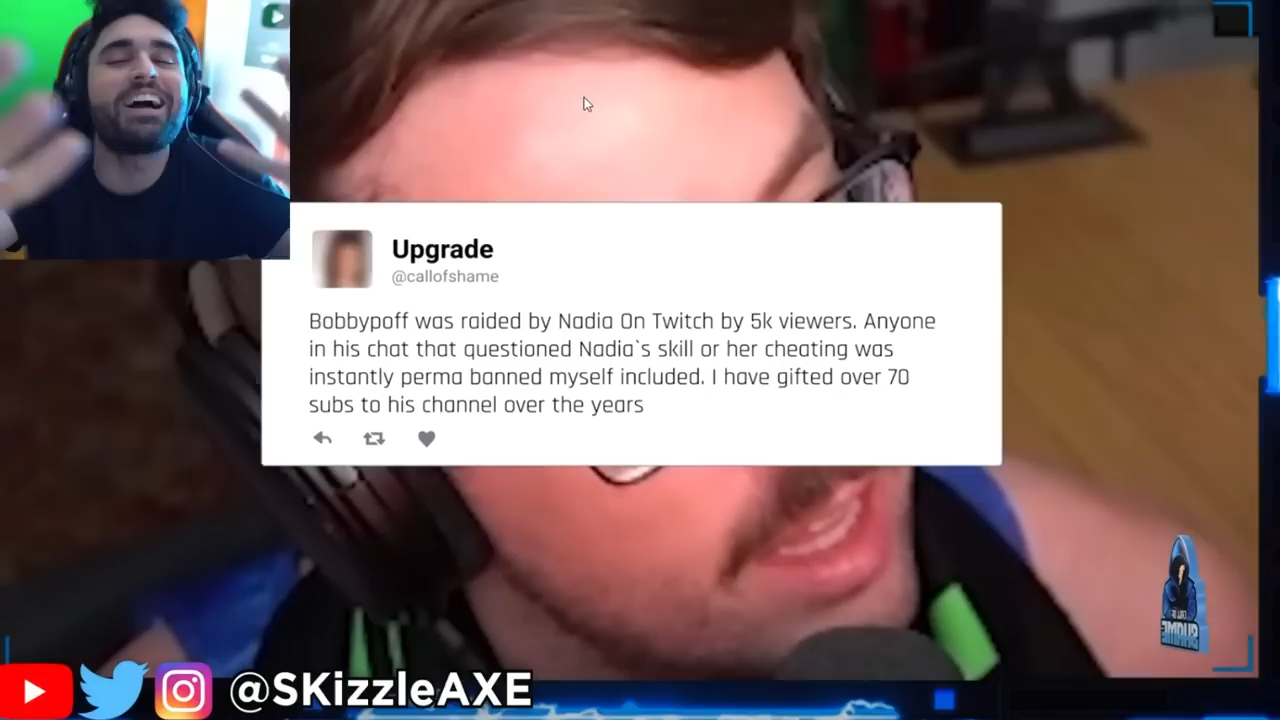 Upgrade
@callofshame
Bobbypoff was raided by Nadia On Twitch by 5k viewers. Anyone
in his chat that questioned Nadia`s skill or her cheating was
instantly perma banned myself included. I have gifted over 70
subs to his channel over the years
@SKizzleAXE